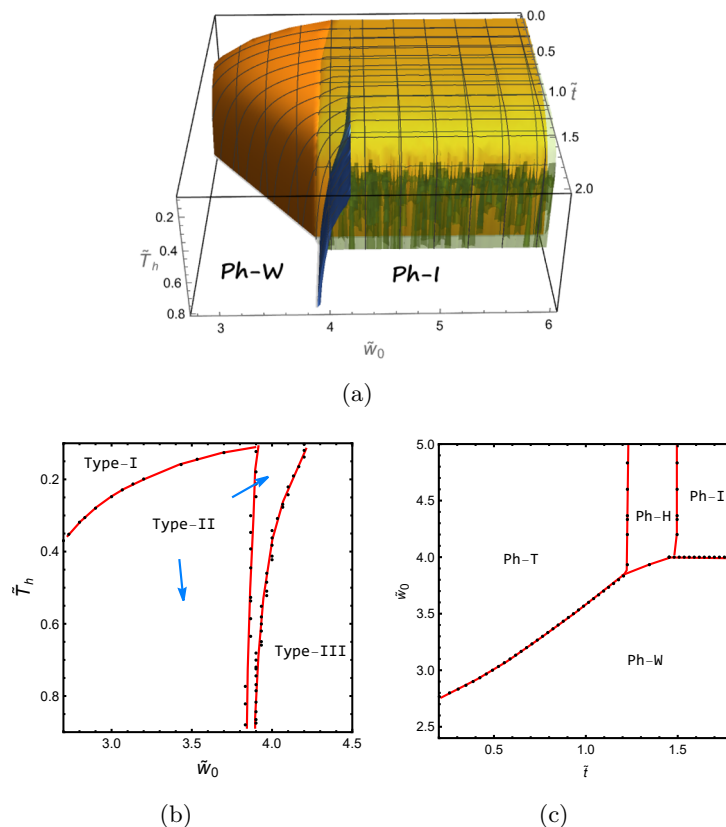 0.0
0.5
1.0
t̃
1.5
2.0
0.2
0.4
T̃h
0.6
0.8
Ph-W
Ph-I
3
4
5
6
w̃0
(a)
Type-I
Type-II
Type-III
0.2
0.4
0.6
0.8
T̃h
3.0
3.5
4.0
4.5
w̃0
(b)
5.0
4.5
4.0
3.5
3.0
2.5
w̃0
Ph-T
Ph-H
Ph-I
Ph-W
0.5
1.0
1.5
t̃
(c)